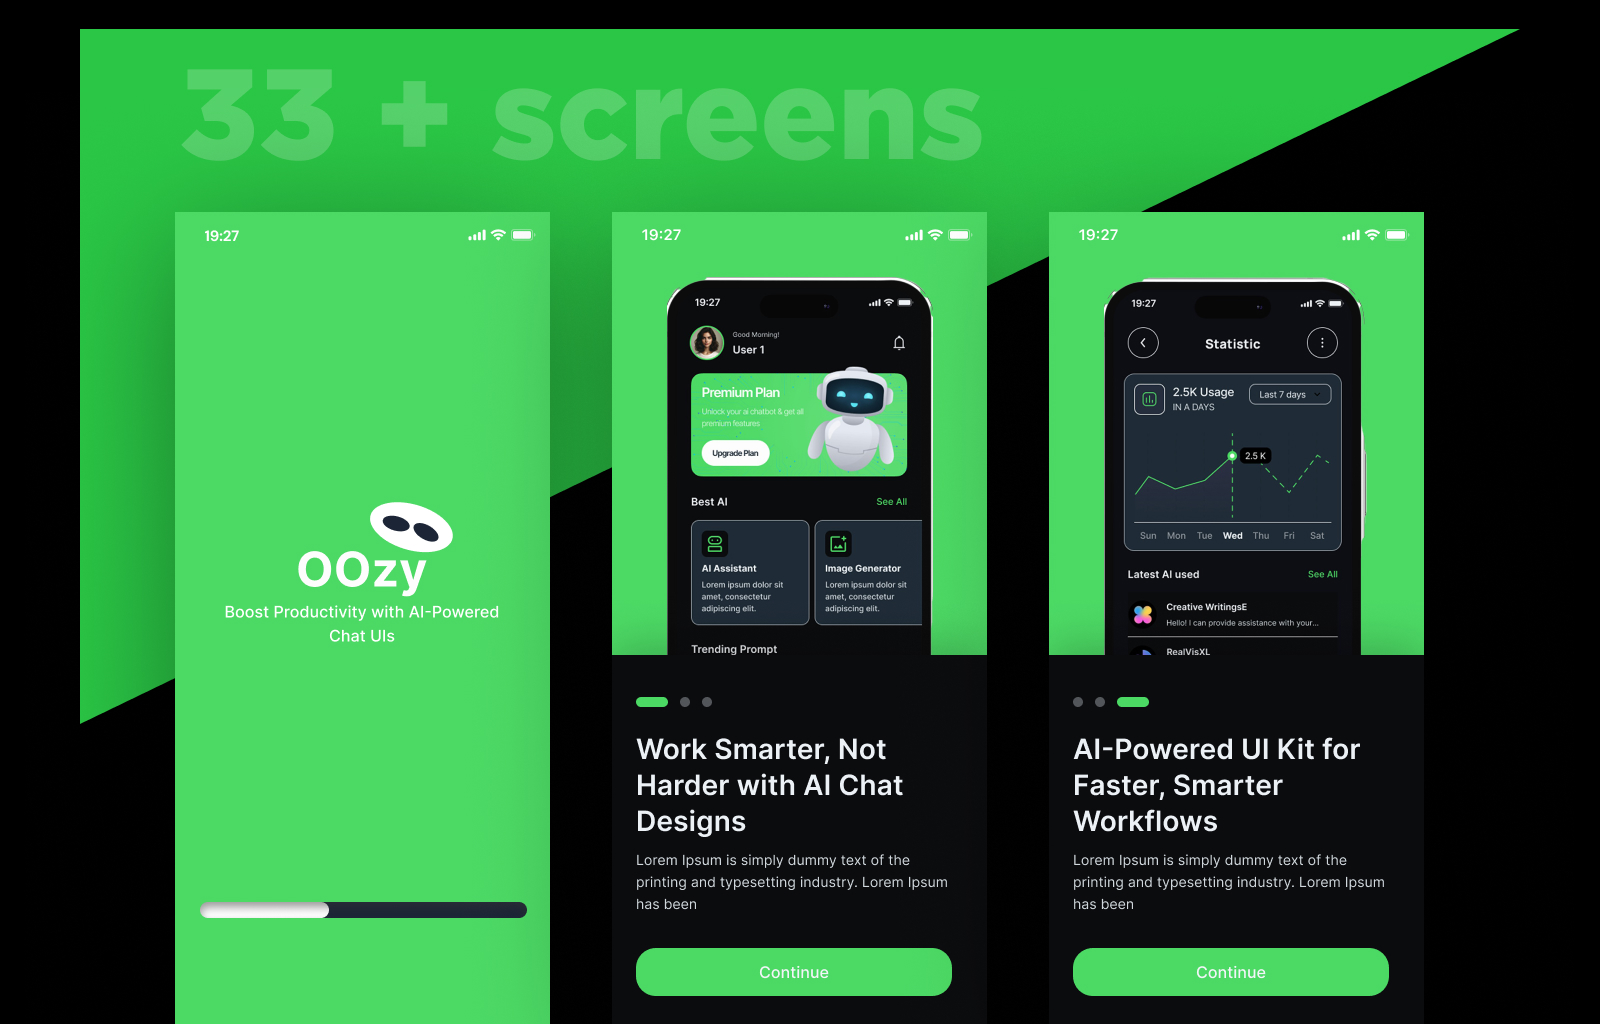 33 + screens
19:27
OOzy
Boost Productivity with AI-Powered
Chat UIs
19:27
19:27
Good Morning!
User 1
Premium Plan
Unlock your ai chatbot & get all
premium features
Upgrade Plan
Best AI
See All
AI Assistant
Lorem ipsum dolor sit
amet, consectetur
adipiscing elit.
Image Generator
Lorem ipsum dolor sit
amet, consectetur
adipiscing elit.
Trending Prompt
Work Smarter, Not
Harder with AI Chat
Designs
Lorem Ipsum is simply dummy text of the
printing and typesetting industry. Lorem Ipsum
has been
Continue
19:27
19:27
Statistic
2.5K Usage
IN A DAYS
Last 7 days
2.5 K
Sun Mon Tue Wed Thu Fri Sat
Latest AI used
See All
Creative WritingsE
Hello! I can provide assistance with your...
RealVisXL
AI-Powered UI Kit for
Faster, Smarter
Workflows
Lorem Ipsum is simply dummy text of the
printing and typesetting industry. Lorem Ipsum
has been
Continue